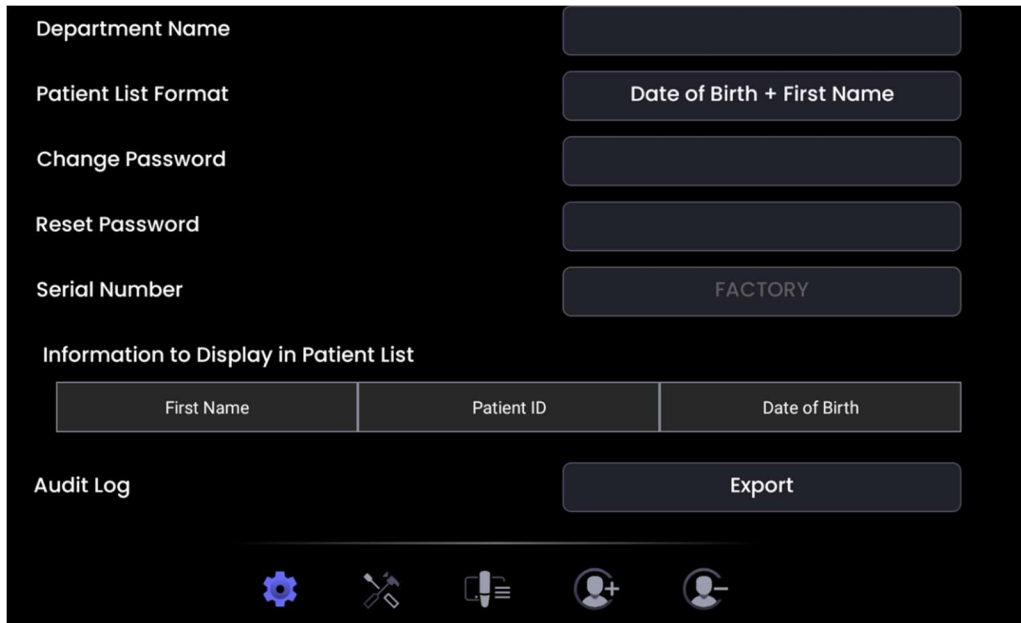 Department Name
Patient List Format
Date of Birth + First Name
Change Password
Reset Password
Serial Number
FACTORY
Information to Display in Patient List
First Name
Patient ID
Date of Birth
Audit Log
Export